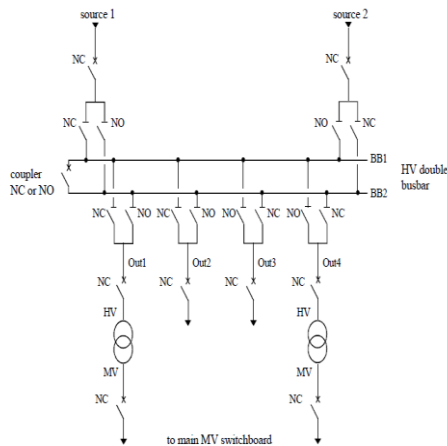 source 1 source 2
NC NC
NC NO NO NC
BB1
coupler
NC or NO
HV double
busbar
BB2
NC NO NC NO NO NC NO NC
Out1 Out2 Out3 Out4
NC NC NC NC
HV HV
MV MV
NC NC
to main MV switchboard